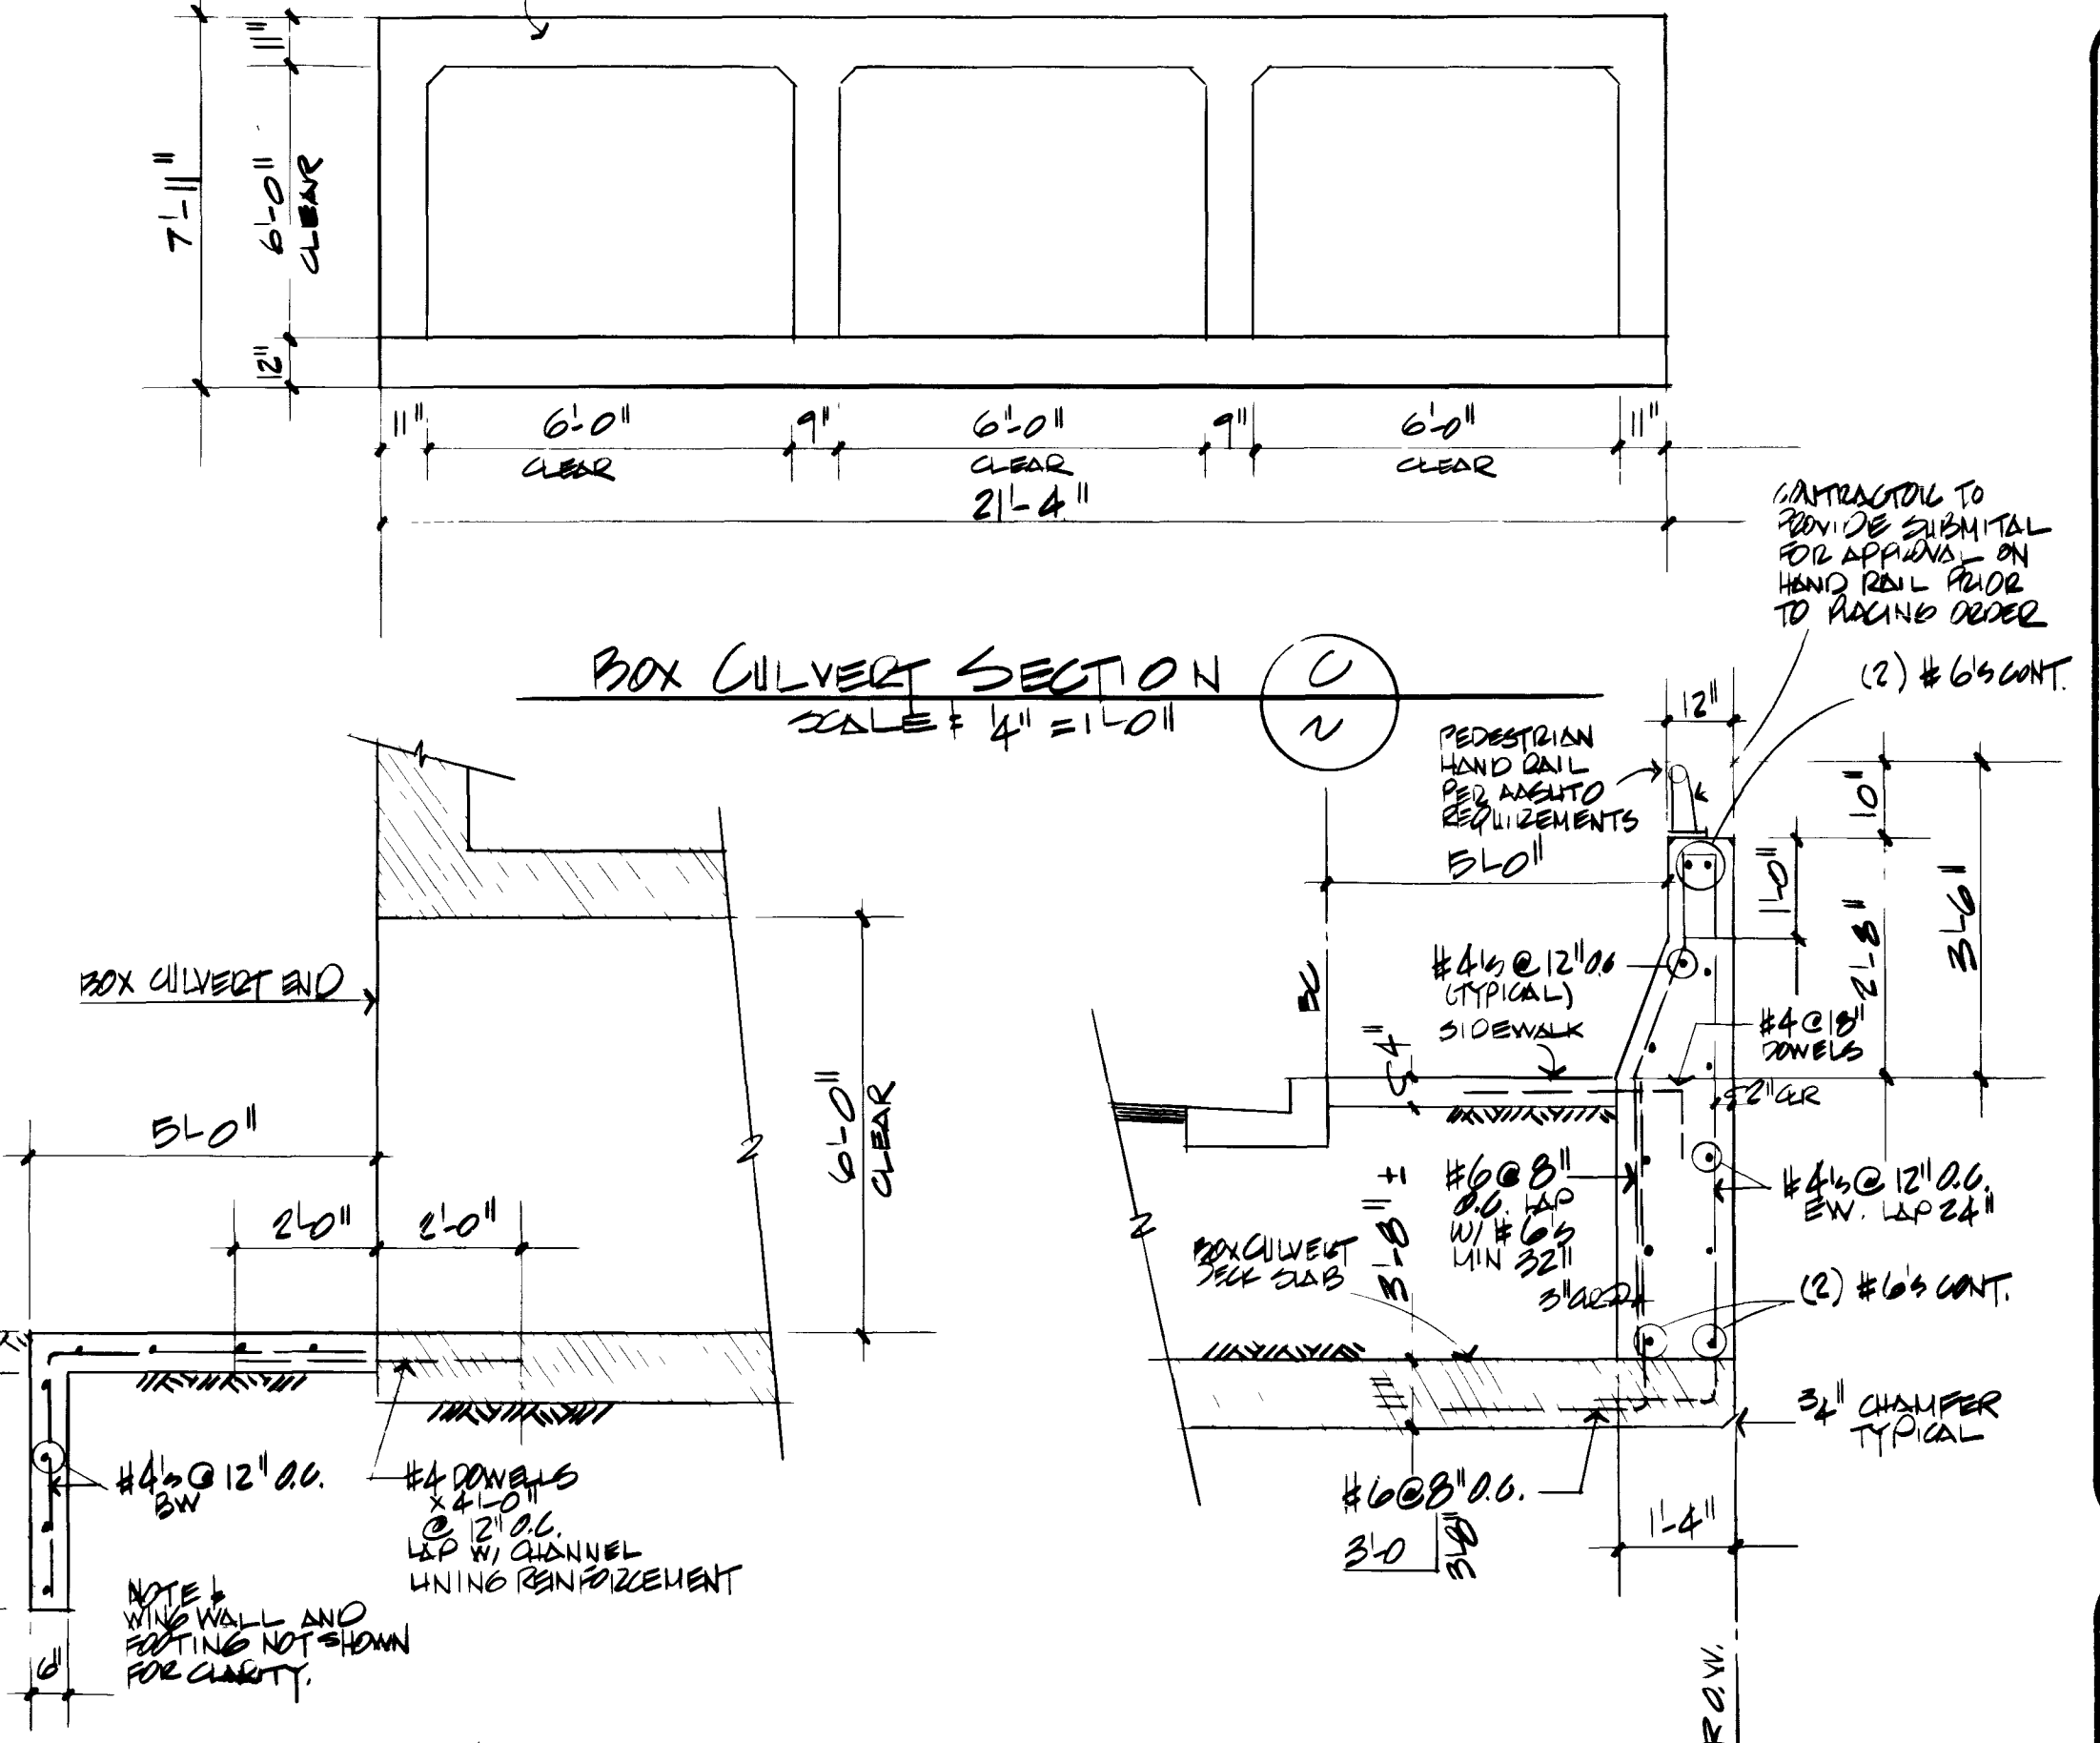 11"
7'-11"
6'-0"
CLEAR
12"
11"
6'-0"
CLEAR
9"
6'-0"
CLEAR
9"
6'-0"
CLEAR
11"
21'-4"
BOX CULVERT SECTION
C
N
SCALE: 1/4" = 1'-0"
CONTRACTOR TO
PROVIDE SUBMITAL
FOR APPROVAL ON
HAND RAIL PRIOR
TO PLACING ORDER
(2) #6'S CONT.
12"
PEDESTRIAN
HAND RAIL
PER AASHTO
REQUIREMENTS
5'-0"
10"
1'-0"
2'-8"
3'-6"
BOX CULVERT END
6'-0"
CLEAR
5'-0"
2'-0"
2'-0"
BC
#4'S @ 12" O.C
(TYPICAL)
SIDEWALK
4"
#4 @ 18"
DOWELS
2" CLR
3'-8" ±
#6 @ 8"
O.C. LAP
W/ #6'S
MIN 32"
#4'S @ 12" O.C.
EW. LAP 24"
BOX CULVERT
DECK SLAB
3" CLR
(2) #6'S CONT.
11"
3/4" CHAMFER
TYPICAL
#4'S @ 12" O.C.
BW
#4 DOWELLS
x 4'-0"
@ 12" O.C.
LAP W/ CHANNEL
LINING REINFORCEMENT
#6 @ 8" O.C.
3'-0
1'-4"
NOTE:
WING WALL AND
FOOTING NOT SHOWN
FOR CLARITY.
6"
R.O.W.